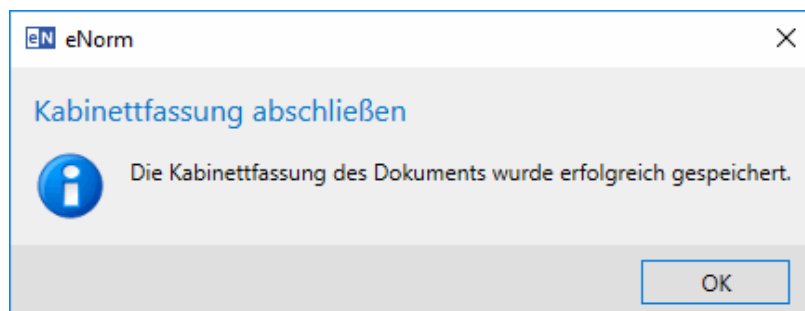 eN eNorm
Kabinettfassung abschließen
Die Kabinettfassung des Dokuments wurde erfolgreich gespeichert.
OK